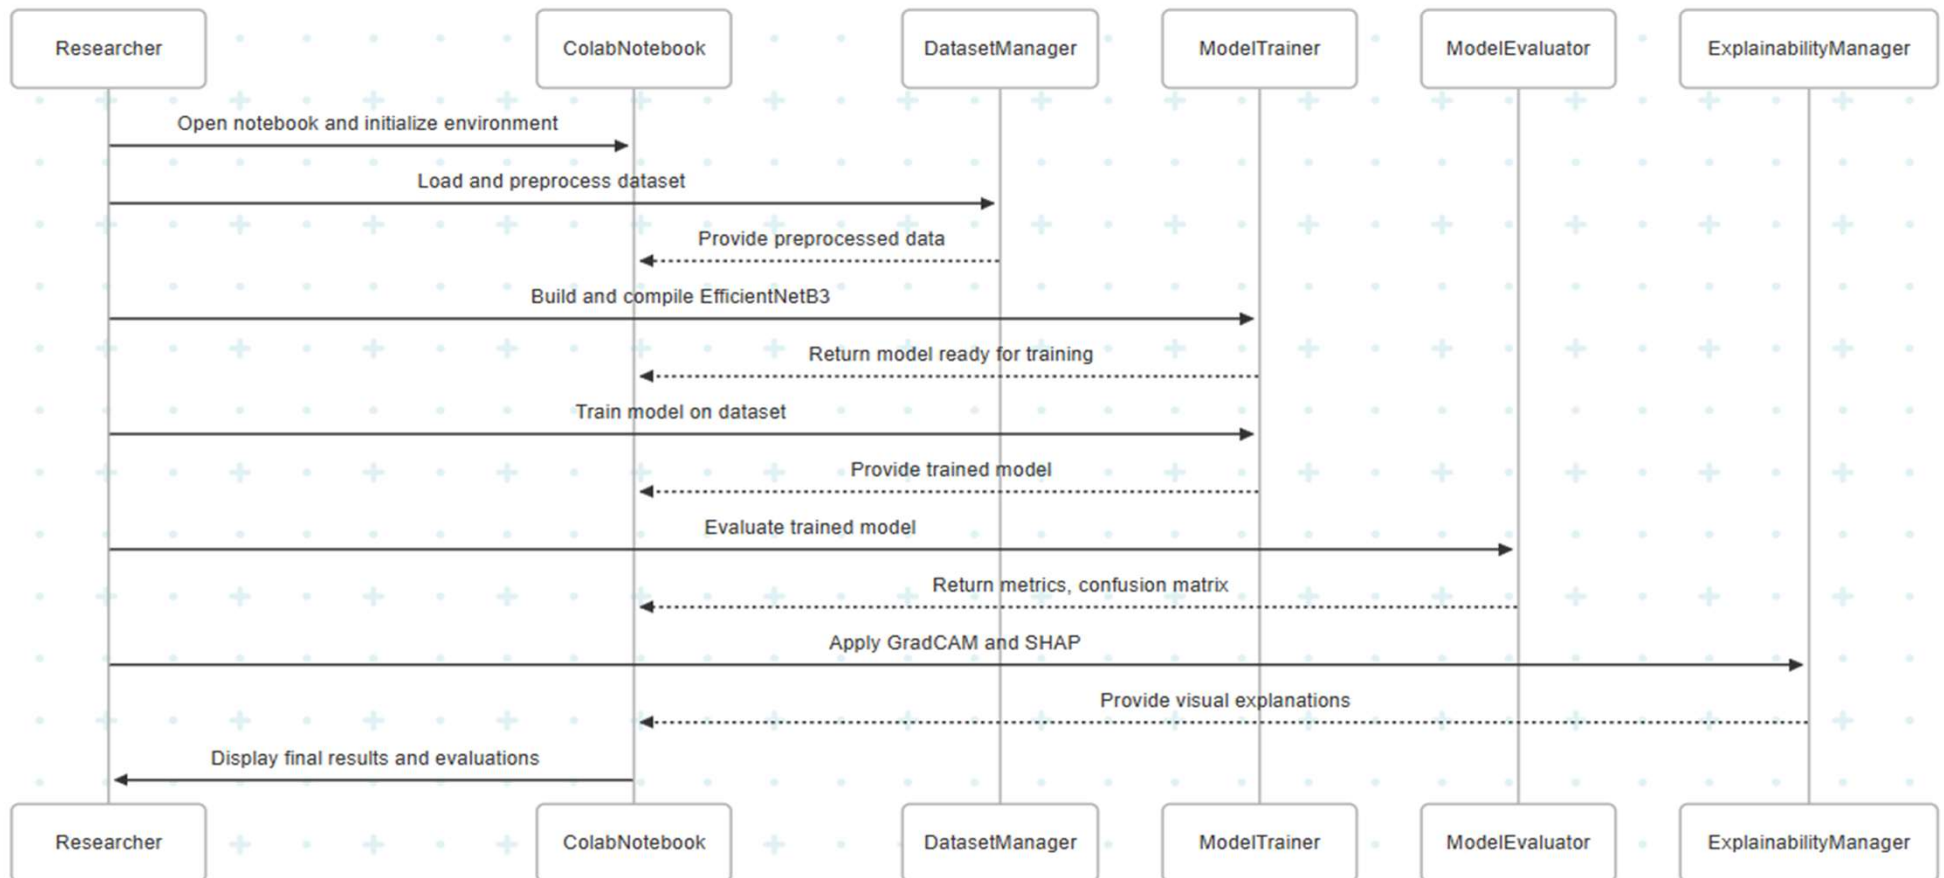 Researcher
ColabNotebook
DatasetManager
ModelTrainer
ModelEvaluator
ExplainabilityManager
Open notebook and initialize environment
Load and preprocess dataset
Provide preprocessed data
Build and compile EfficientNetB3
Return model ready for training
Train model on dataset
Provide trained model
Evaluate trained model
Return metrics, confusion matrix
Apply GradCAM and SHAP
Provide visual explanations
Display final results and evaluations
Researcher
ColabNotebook
DatasetManager
ModelTrainer
ModelEvaluator
ExplainabilityManager